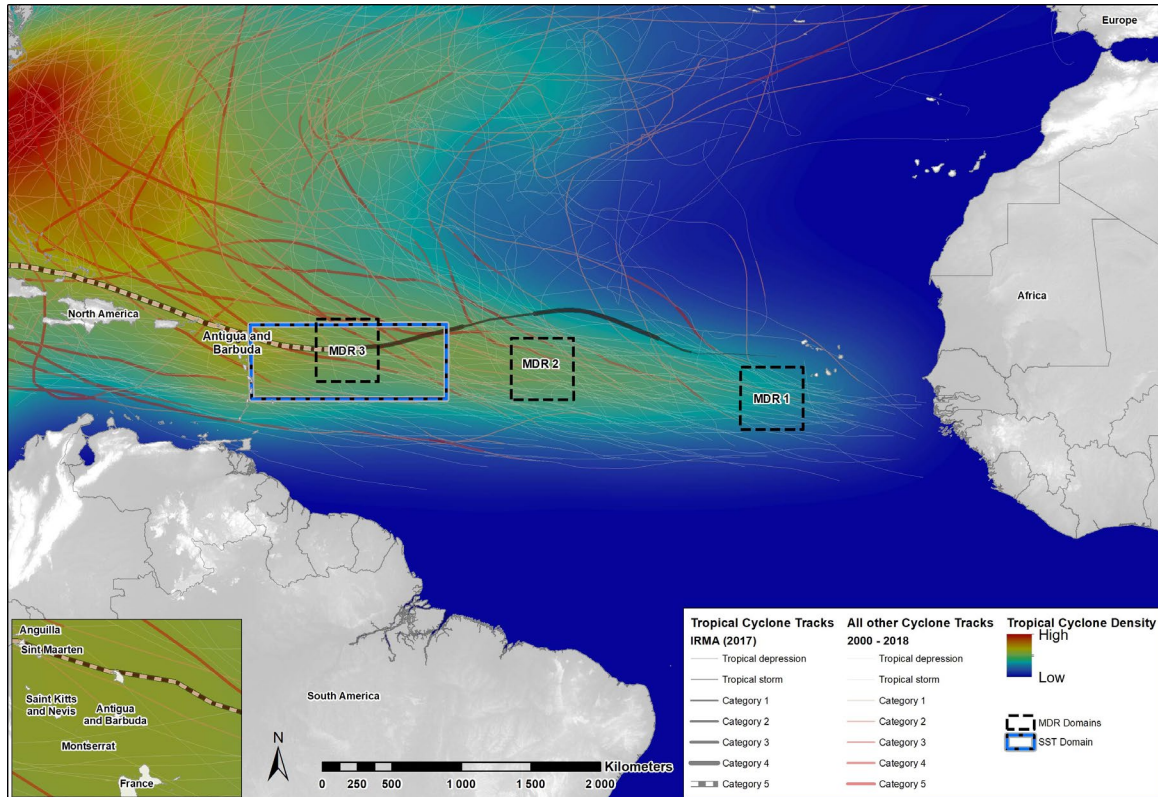 Europe
Africa
North America
Antigua and
Barbuda
MDR 3
MDR 2
MDR 1
South America
Anguilla
Sint Maarten
Saint Kitts
and Nevis
Antigua
and Barbuda
Montserrat
France
N
Kilometers
0 250 500 1 000 1 500 2 000
Tropical Cyclone Tracks
IRMA (2017)
Tropical depression
Tropical storm
Category 1
Category 2
Category 3
Category 4
Category 5
All other Cyclone Tracks
2000 - 2018
Tropical depression
Tropical storm
Category 1
Category 2
Category 3
Category 4
Category 5
Tropical Cyclone Density
High
Low
MDR Domains
SST Domain